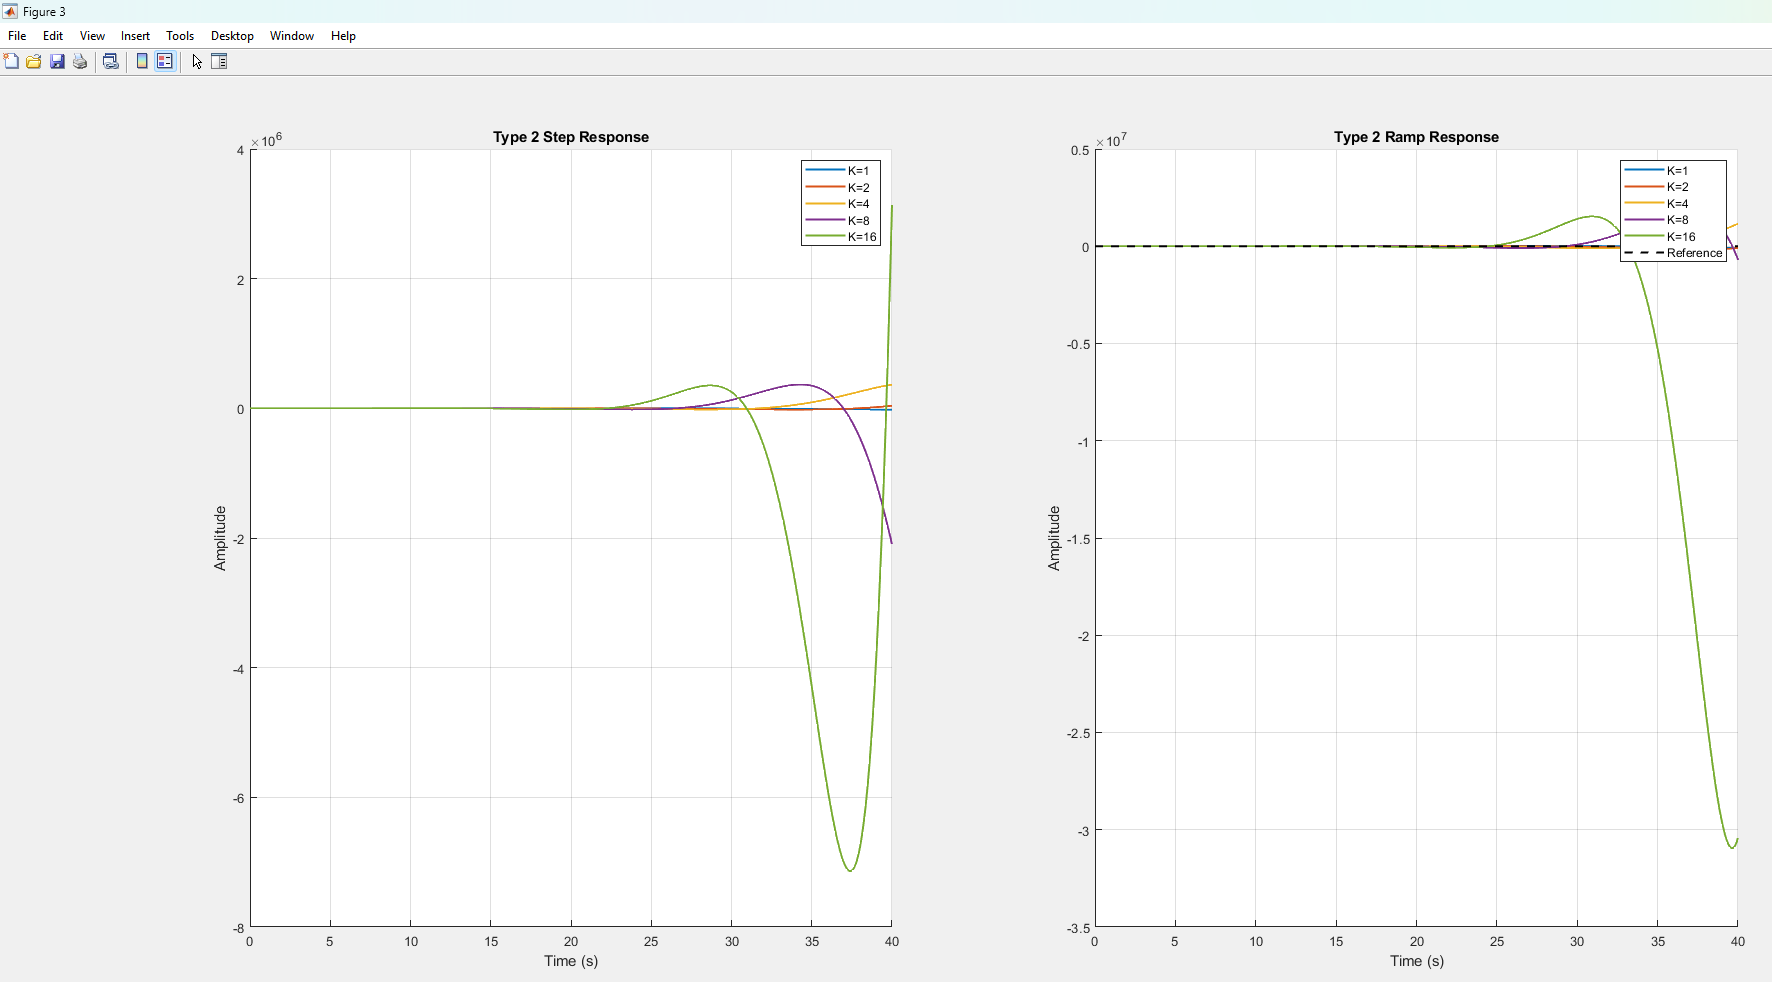 Figure 3
File Edit View Insert Tools Desktop Window Help
Type 2 Step Response
×10^6
4
2
0
-2
-4
-6
-8
0 5 10 15 20 25 30 35 40
Amplitude
Time (s)
K=1
K=2
K=4
K=8
K=16
Type 2 Ramp Response
×10^7
0.5
0
-0.5
-1
-1.5
-2
-2.5
-3
-3.5
0 5 10 15 20 25 30 35 40
Amplitude
Time (s)
K=1
K=2
K=4
K=8
K=16
Reference